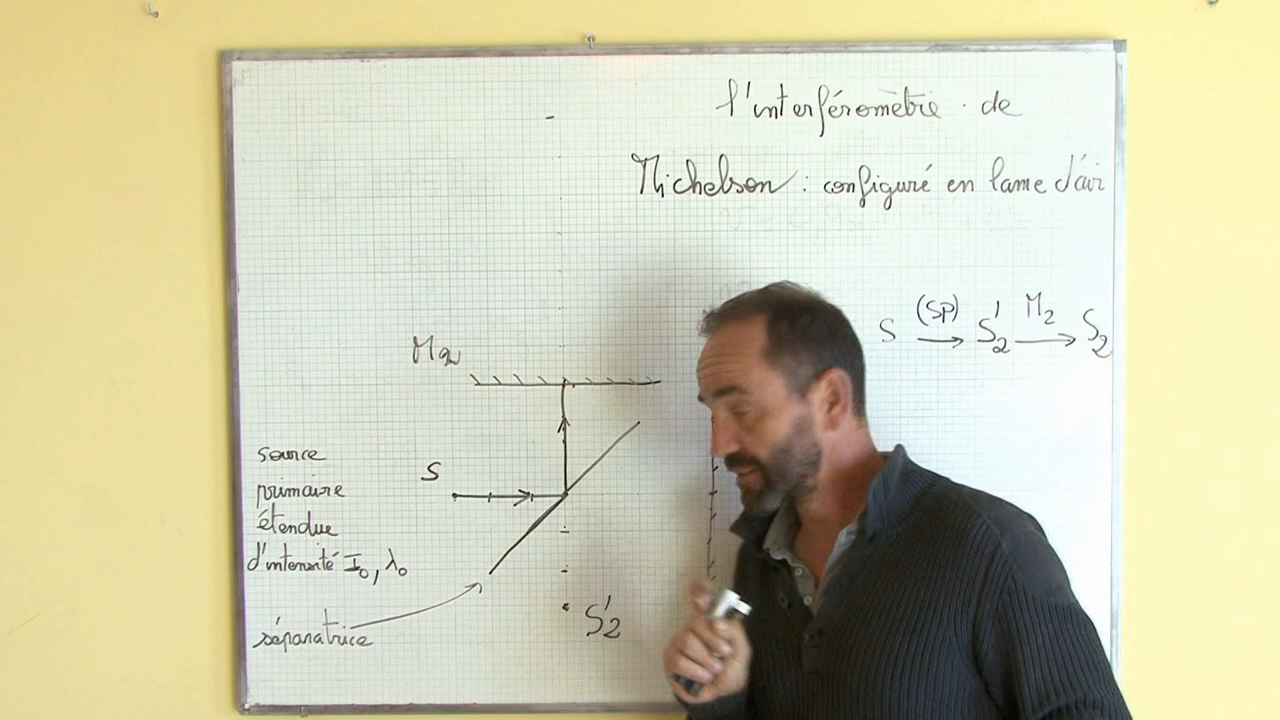 l'interféromètrie de
Michelson : configuré en lame d'air
S (SP)→ S'2 M2→ S2
M2
source
primaire
étendue
d'intensité I0, λ0
S
séparatrice
S'2